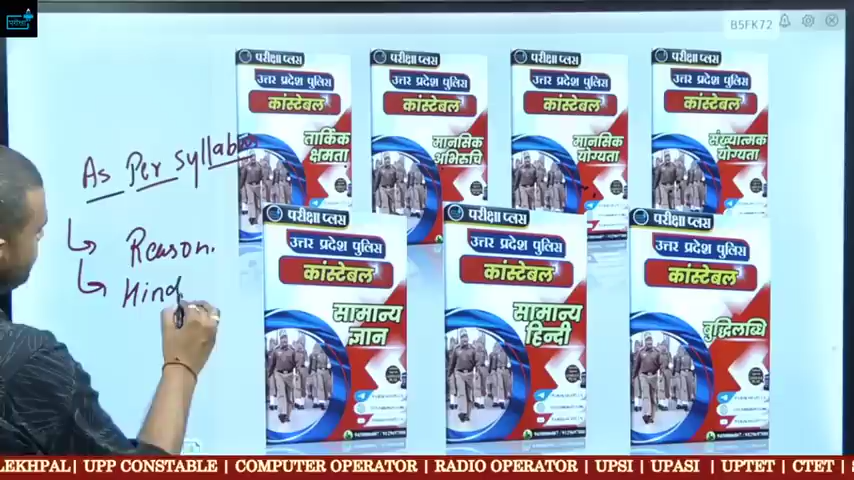 परीक्षा
B5FK72
परीक्षा प्लस
उत्तर प्रदेश पुलिस
कांस्टेबल
तार्किक
क्षमता
परीक्षा प्लस
उत्तर प्रदेश पुलिस
कांस्टेबल
मानसिक
अभिरुचि
परीक्षा प्लस
उत्तर प्रदेश पुलिस
कांस्टेबल
मानसिक
योग्यता
परीक्षा प्लस
उत्तर प्रदेश पुलिस
कांस्टेबल
संख्यात्मक
योग्यता
As Per Syllabus
Reason.
Hind
परीक्षा प्लस
उत्तर प्रदेश पुलिस
कांस्टेबल
सामान्य
ज्ञान
परीक्षा प्लस
उत्तर प्रदेश पुलिस
कांस्टेबल
सामान्य
हिन्दी
परीक्षा प्लस
उत्तर प्रदेश पुलिस
कांस्टेबल
बुद्धिलब्धि
LEKHPAL| UPP CONSTABLE | COMPUTER OPERATOR | RADIO OPERATOR | UPSI | UPASI | UPTET | CTET |